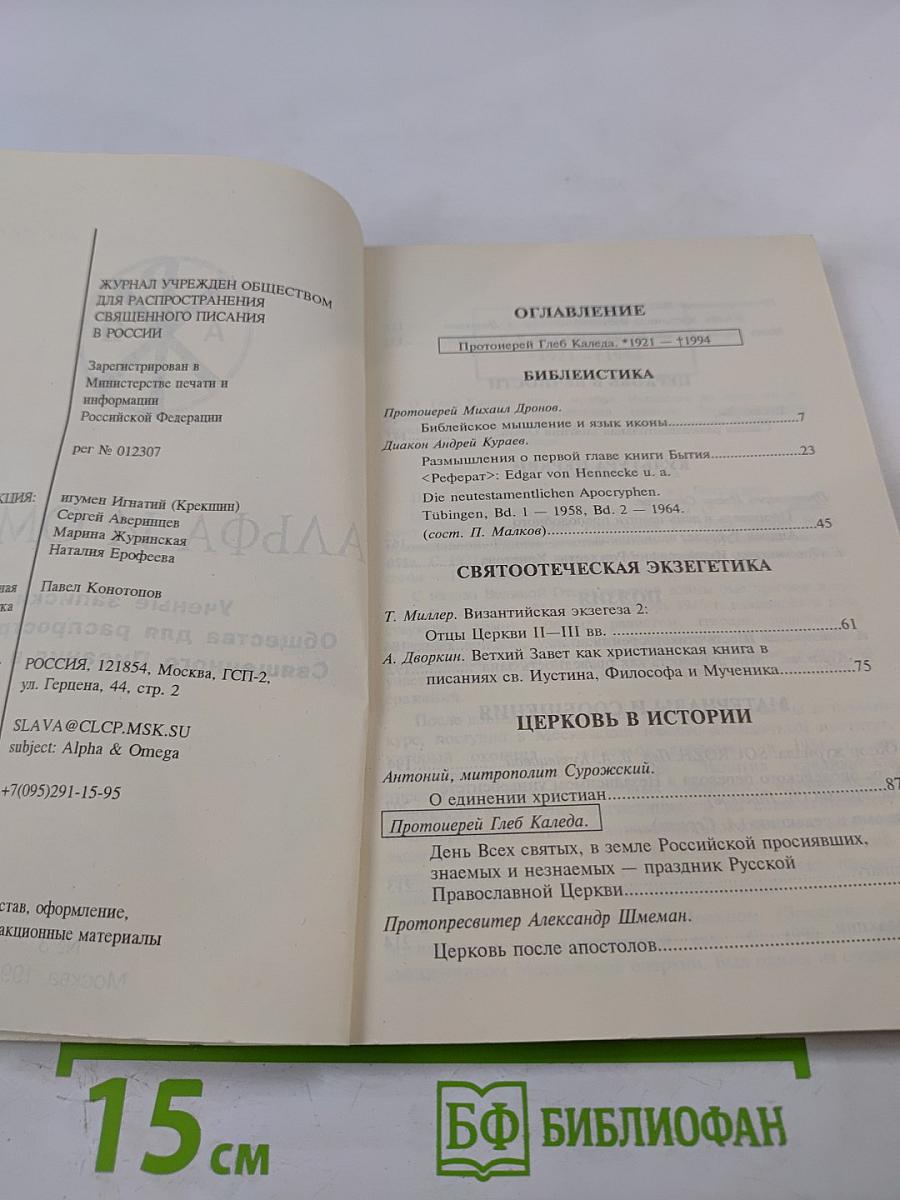 ЖУРНАЛ УЧРЕЖДЕН ОБЩЕСТВОМ
ДЛЯ РАСПРОСТРАНЕНИЯ
СВЯЩЕННОГО ПИСАНИЯ
В РОССИИ
Зарегистрирован в
Министерстве печати и
информации
Российской Федерации
рег № 012307
КЦИЯ:
игумен Игнатий (Крекшин)
Сергей Аверинцев
Марина Журинская
Наталия Ерофеева
ная
ка
Павел Конотопов
РОССИЯ, 121854, Москва, ГСП-2,
ул. Герцена, 44, стр. 2
SLAVA@CLCP.MSK.SU
subject: Alpha & Omega
+7(095)291-15-95
став, оформление,
акционные материалы
ОГЛАВЛЕНИЕ
Протоиерей Глеб Каледа. *1921 — †1994
БИБЛЕИСТИКА
Протоиерей Михаил Дронов.
Библейское мышление и язык иконы..........7
Диакон Андрей Кураев.
Размышления о первой главе книги Бытия..........23
<Реферат>: Edgar von Hennecke u. a.
Die neutestamentlichen Apocryphen.
Tübingen, Bd. 1 — 1958, Bd. 2 — 1964.
(сост. П. Малков)..........45
СВЯТООТЕЧЕСКАЯ ЭКЗЕГЕТИКА
Т. Миллер. Византийская экзегеза 2:
Отцы Церкви II—III вв. ..........61
А. Дворкин. Ветхий Завет как христианская книга в
писаниях св. Иустина, Философа и Мученика..........75
ЦЕРКОВЬ В ИСТОРИИ
Антоний, митрополит Сурожский.
О единении христиан..........87
Протоиерей Глеб Каледа.
День Всех святых, в земле Российской просиявших,
знаемых и незнаемых — праздник Русской
Православной Церкви..........
Протопресвитер Александр Шмеман.
Церковь после апостолов..........
15 см
БФ БИБЛИОФАН